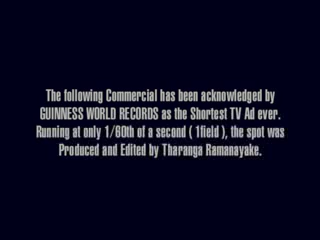 The following Commercial has been acknowledged by
GUINNESS WORLD RECORDS as the Shortest TV Ad ever.
Running at only 1/60th of a second ( 1field ), the spot was
Produced and Edited by Tharanga Ramanayake.